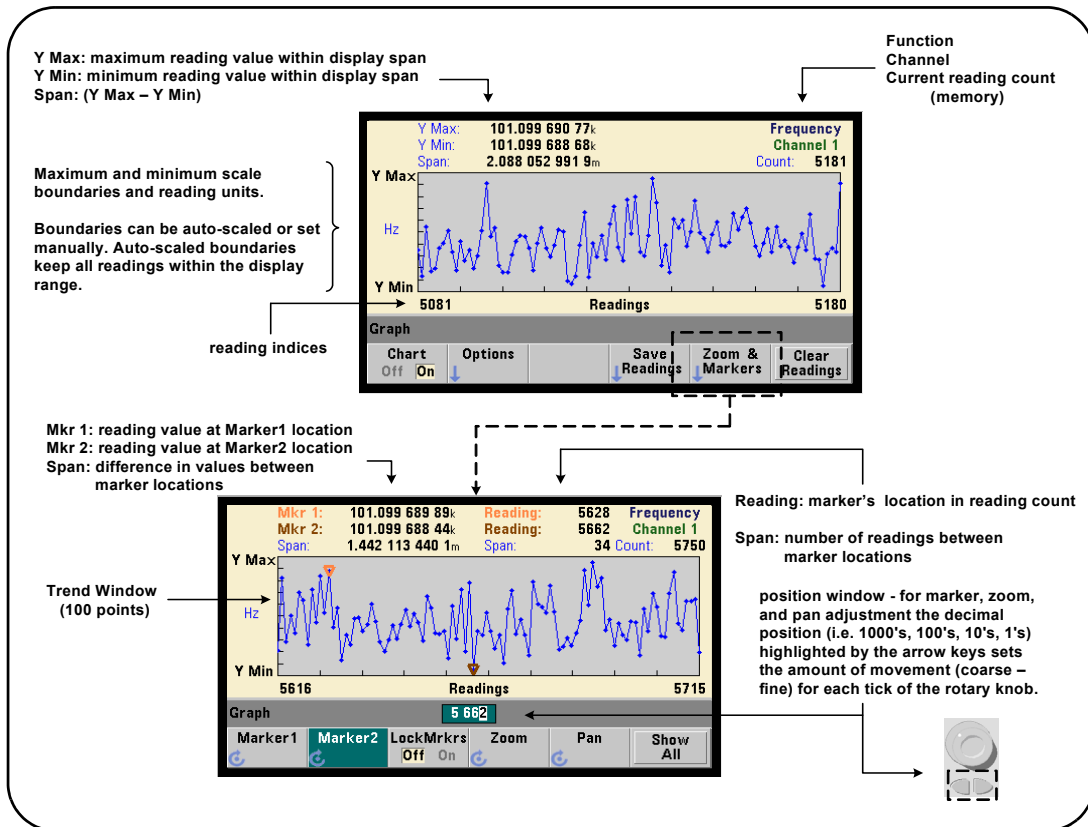 Y Max: maximum reading value within display span
Y Min: minimum reading value within display span
Span: (Y Max – Y Min)
Function
Channel
Current reading count
(memory)
Maximum and minimum scale
boundaries and reading units.
Boundaries can be auto-scaled or set
manually. Auto-scaled boundaries
keep all readings within the display
range.
reading indices
Y Max: 101.099 690 77k Frequency
Y Min: 101.099 688 68k Channel 1
Span: 2.088 052 991 9m Count: 5181
Y Max
Hz
Y Min
5081 Readings 5180
Graph
Chart Options Save Zoom & Clear
Off On Readings Markers Readings
Mkr 1: reading value at Marker1 location
Mkr 2: reading value at Marker2 location
Span: difference in values between
marker locations
Trend Window
(100 points)
Mkr 1: 101.099 689 89k Reading: 5628 Frequency
Mkr 2: 101.099 688 44k Reading: 5662 Channel 1
Span: 1.442 113 440 1m Span: 34 Count: 5750
Y Max
Hz
Y Min
5616 Readings 5715
Graph 5 662
Marker1 Marker2 LockMrkrs Zoom Pan Show
Off On All
Reading: marker's location in reading count
Span: number of readings between
marker locations
position window - for marker, zoom,
and pan adjustment the decimal
position (i.e. 1000's, 100's, 10's, 1's)
highlighted by the arrow keys sets
the amount of movement (coarse –
fine) for each tick of the rotary knob.